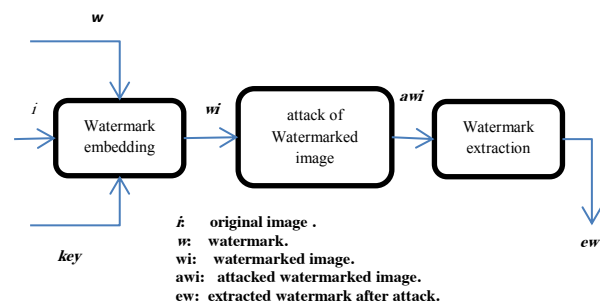 w
i
Watermark
embedding
wi
attack of
Watermarked
image
awi
Watermark
extraction
key
ew
i: original image .
w: watermark.
wi: watermarked image.
awi: attacked watermarked image.
ew: extracted watermark after attack.